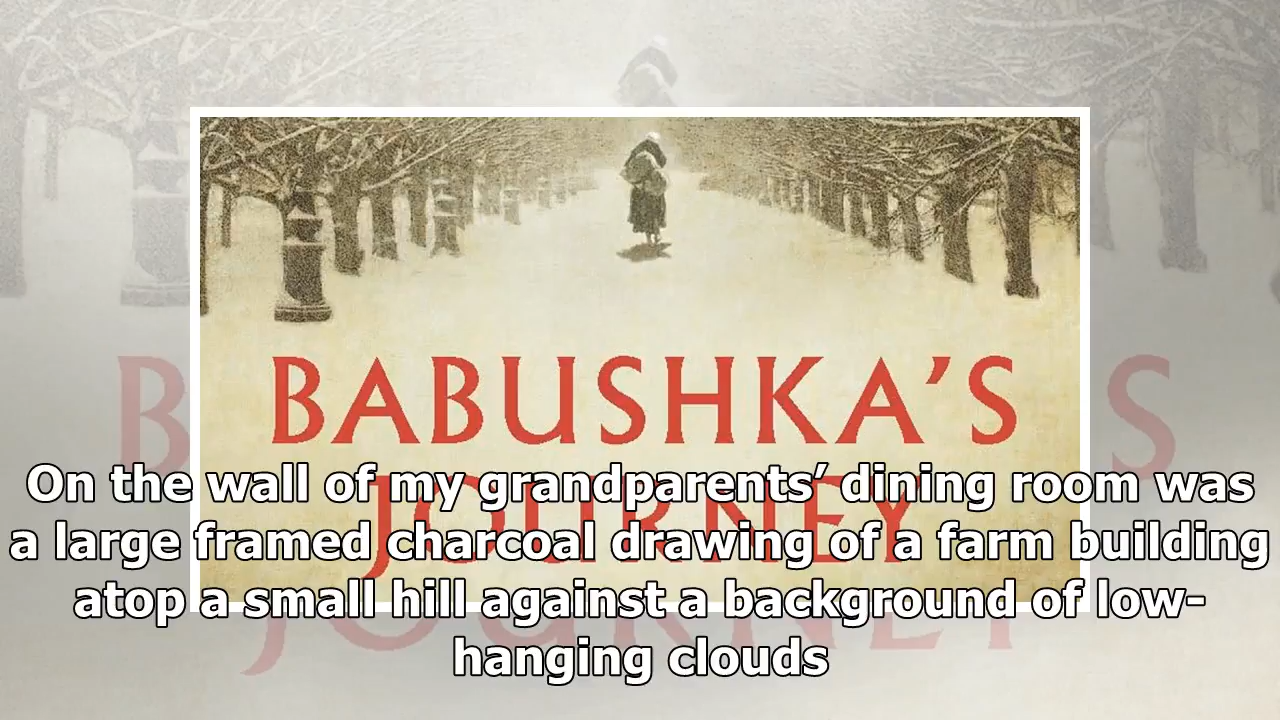 BABUSHKA'S
JOURNEY
On the wall of my grandparents’ dining room was
a large framed charcoal drawing of a farm building
atop a small hill against a background of low-
hanging clouds